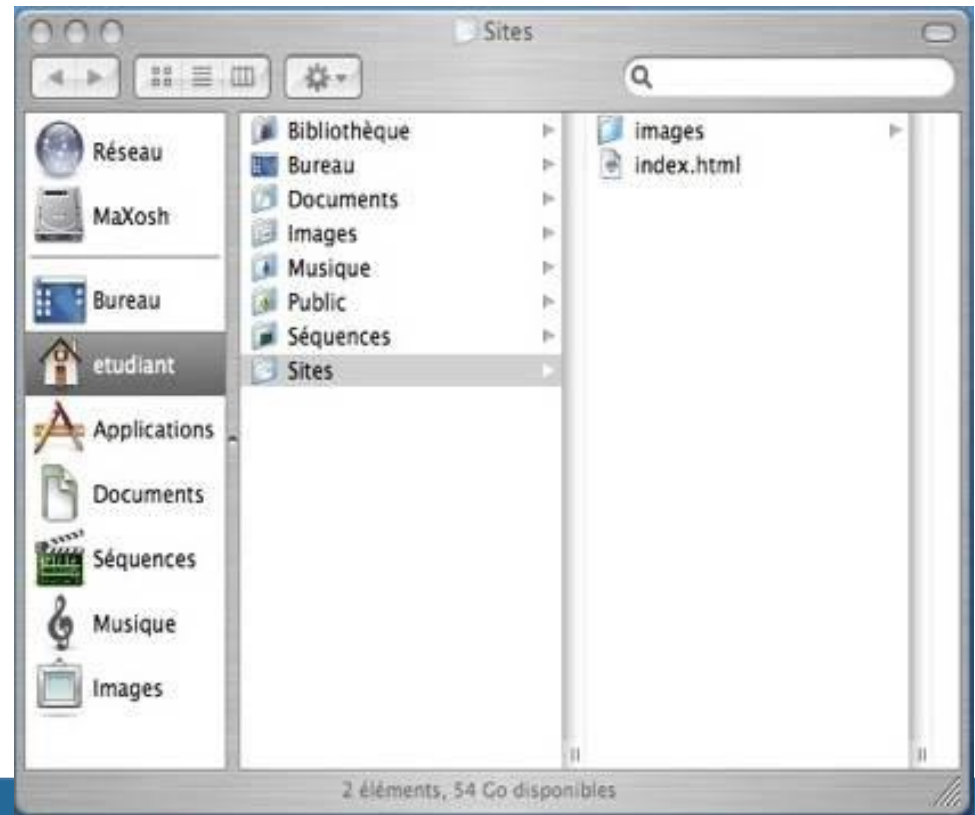 Sites
Réseau
MaXosh
Bureau
etudiant
Applications
Documents
Séquences
Musique
Images
Bibliothèque
Bureau
Documents
Images
Musique
Public
Séquences
Sites
images
index.html
2 éléments, 54 Go disponibles